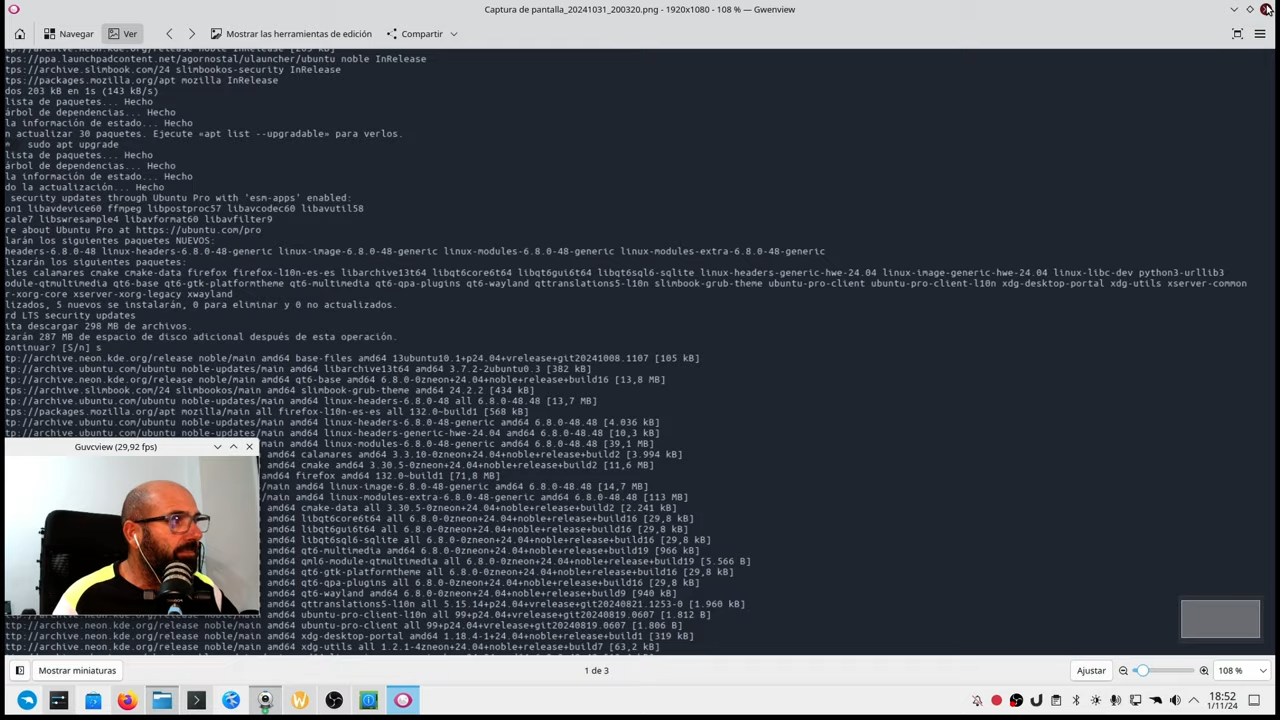 Captura de pantalla_20241031_200320.png - 1920x1080 - 108 % — Gwenview
Navegar
Ver
Mostrar las herramientas de edición
Compartir
tp://archive.neon.kde.org/release noble InRelease [203 kB]
tps://ppa.launchpadcontent.net/agornostal/ulauncher/ubuntu noble InRelease
tps://archive.slimbook.com/24 slimbookos-security InRelease
tps://packages.mozilla.org/apt mozilla InRelease
dos 203 kB en 1s (143 kB/s)
lista de paquetes... Hecho
árbol de dependencias... Hecho
la información de estado... Hecho
n actualizar 30 paquetes. Ejecute «apt list --upgradable» para verlos.
sudo apt upgrade
lista de paquetes... Hecho
árbol de dependencias... Hecho
la información de estado... Hecho
do la actualización... Hecho
security updates through Ubuntu Pro with 'esm-apps' enabled:
on1 libavdevice60 ffmpeg libpostproc57 libavcodec60 libavutil58
cale7 libswresample4 libavformat60 libavfilter9
re about Ubuntu Pro at https://ubuntu.com/pro
larán los siguientes paquetes NUEVOS:
headers-6.8.0-48 linux-headers-6.8.0-48-generic linux-image-6.8.0-48-generic linux-modules-6.8.0-48-generic linux-modules-extra-6.8.0-48-generic
lizarán los siguientes paquetes:
iles calamares cmake cmake-data firefox firefox-l10n-es-es libarchive13t64 libqt6core6t64 libqt6gui6t64 libqt6sql6-sqlite linux-headers-generic-hwe-24.04 linux-image-generic-hwe-24.04 linux-libc-dev python3-urllib3
odule-qtmultimedia qt6-base qt6-gtk-platformtheme qt6-multimedia qt6-qpa-plugins qt6-wayland qttranslations5-l10n slimbook-grub-theme ubuntu-pro-client ubuntu-pro-client-l10n xdg-desktop-portal xdg-utils xserver-common
r-xorg-core xserver-xorg-legacy xwayland
lizados, 5 nuevos se instalarán, 0 para eliminar y 0 no actualizados.
rd LTS security updates
ita descargar 298 MB de archivos.
zarán 287 MB de espacio de disco adicional después de esta operación.
ontinuar? [S/n] s
tp://archive.neon.kde.org/release noble/main amd64 base-files amd64 13ubuntu10.1+p24.04+vrelease+git20241008.1107 [105 kB]
ttp://archive.ubuntu.com/ubuntu noble-updates/main amd64 libarchive13t64 amd64 3.7.2-2ubuntu0.3 [382 kB]
ttp://archive.neon.kde.org/release noble/main amd64 qt6-base amd64 6.8.0-0zneon+24.04+noble+release+build16 [13,8 MB]
ttps://archive.slimbook.com/24 slimbookos/main amd64 slimbook-grub-theme amd64 24.2.2 [434 kB]
ttp://archive.ubuntu.com/ubuntu noble-updates/main amd64 linux-headers-6.8.0-48 all 6.8.0-48.48 [13,7 MB]
ttps://packages.mozilla.org/apt mozilla/main all firefox-l10n-es-es all 132.0~build1 [568 kB]
ttp://archive.ubuntu.com/ubuntu noble-updates/main amd64 linux-headers-6.8.0-48-generic amd64 6.8.0-48.48 [4.036 kB]
ttp://archive.ubuntu.com/ubuntu noble-updates/main amd64 linux-headers-generic-hwe-24.04 amd64 6.8.0-48.48 [10,3 kB]
amd64 linux-modules-6.8.0-48-generic amd64 6.8.0-48.48 [39,1 MB]
Guvcview (29,92 fps)
amd64 calamares amd64 3.3.10-0zneon+24.04+noble+release+build2 [3.994 kB]
amd64 cmake amd64 3.30.5-0zneon+24.04+noble+release+build2 [11,6 MB]
amd64 firefox amd64 132.0~build1 [71,8 MB]
/main amd64 linux-image-6.8.0-48-generic amd64 6.8.0-48.48 [14,7 MB]
/main amd64 linux-modules-extra-6.8.0-48-generic amd64 6.8.0-48.48 [113 MB]
amd64 cmake-data all 3.30.5-0zneon+24.04+noble+release+build2 [2.241 kB]
amd64 libqt6core6t64 all 6.8.0-0zneon+24.04+noble+release+build16 [29,8 kB]
amd64 libqt6gui6t64 all 6.8.0-0zneon+24.04+noble+release+build16 [29,8 kB]
amd64 libqt6sql6-sqlite all 6.8.0-0zneon+24.04+noble+release+build16 [29,8 kB]
amd64 qt6-multimedia amd64 6.8.0-0zneon+24.04+noble+release+build19 [966 kB]
amd64 qml6-module-qtmultimedia all 6.8.0-0zneon+24.04+noble+release+build19 [5.566 B]
amd64 qt6-gtk-platformtheme all 6.8.0-0zneon+24.04+noble+release+build16 [29,8 kB]
amd64 qt6-qpa-plugins all 6.8.0-0zneon+24.04+noble+release+build16 [29,8 kB]
amd64 qt6-wayland amd64 6.8.0-0zneon+24.04+noble+release+build9 [940 kB]
amd64 qttranslations5-l10n all 5.15.14+p24.04+vrelease+git20240821.1253-0 [1.960 kB]
ttp://archive.neon.kde.org/release noble/main amd64 ubuntu-pro-client-l10n all 99+p24.04+vrelease+git20240819.0607 [1.812 B]
ttp://archive.neon.kde.org/release noble/main amd64 ubuntu-pro-client all 99+p24.04+vrelease+git20240819.0607 [1.806 B]
ttp://archive.neon.kde.org/release noble/main amd64 xdg-desktop-portal amd64 1.18.4-1+p24.04+vrelease+build1 [319 kB]
ttp://archive.neon.kde.org/release noble/main amd64 xdg-utils all 1.2.1-4zneon+24.04+noble+release+build7 [63,2 kB]
Mostrar miniaturas
1 de 3
Ajustar
108 %
18:52
1/11/24